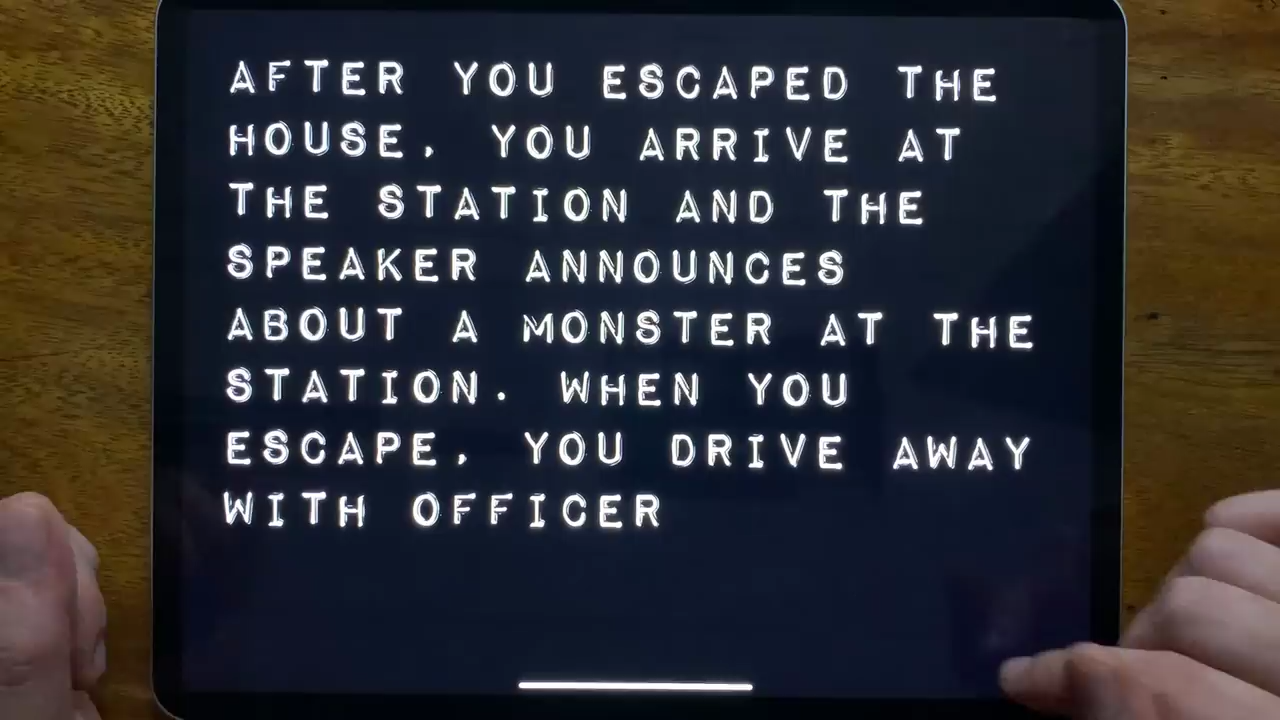 AFTER YOU ESCAPED THE
HOUSE, YOU ARRIVE AT
THE STATION AND THE
SPEAKER ANNOUNCES
ABOUT A MONSTER AT THE
STATION. WHEN YOU
ESCAPE, YOU DRIVE AWAY
WITH OFFICER